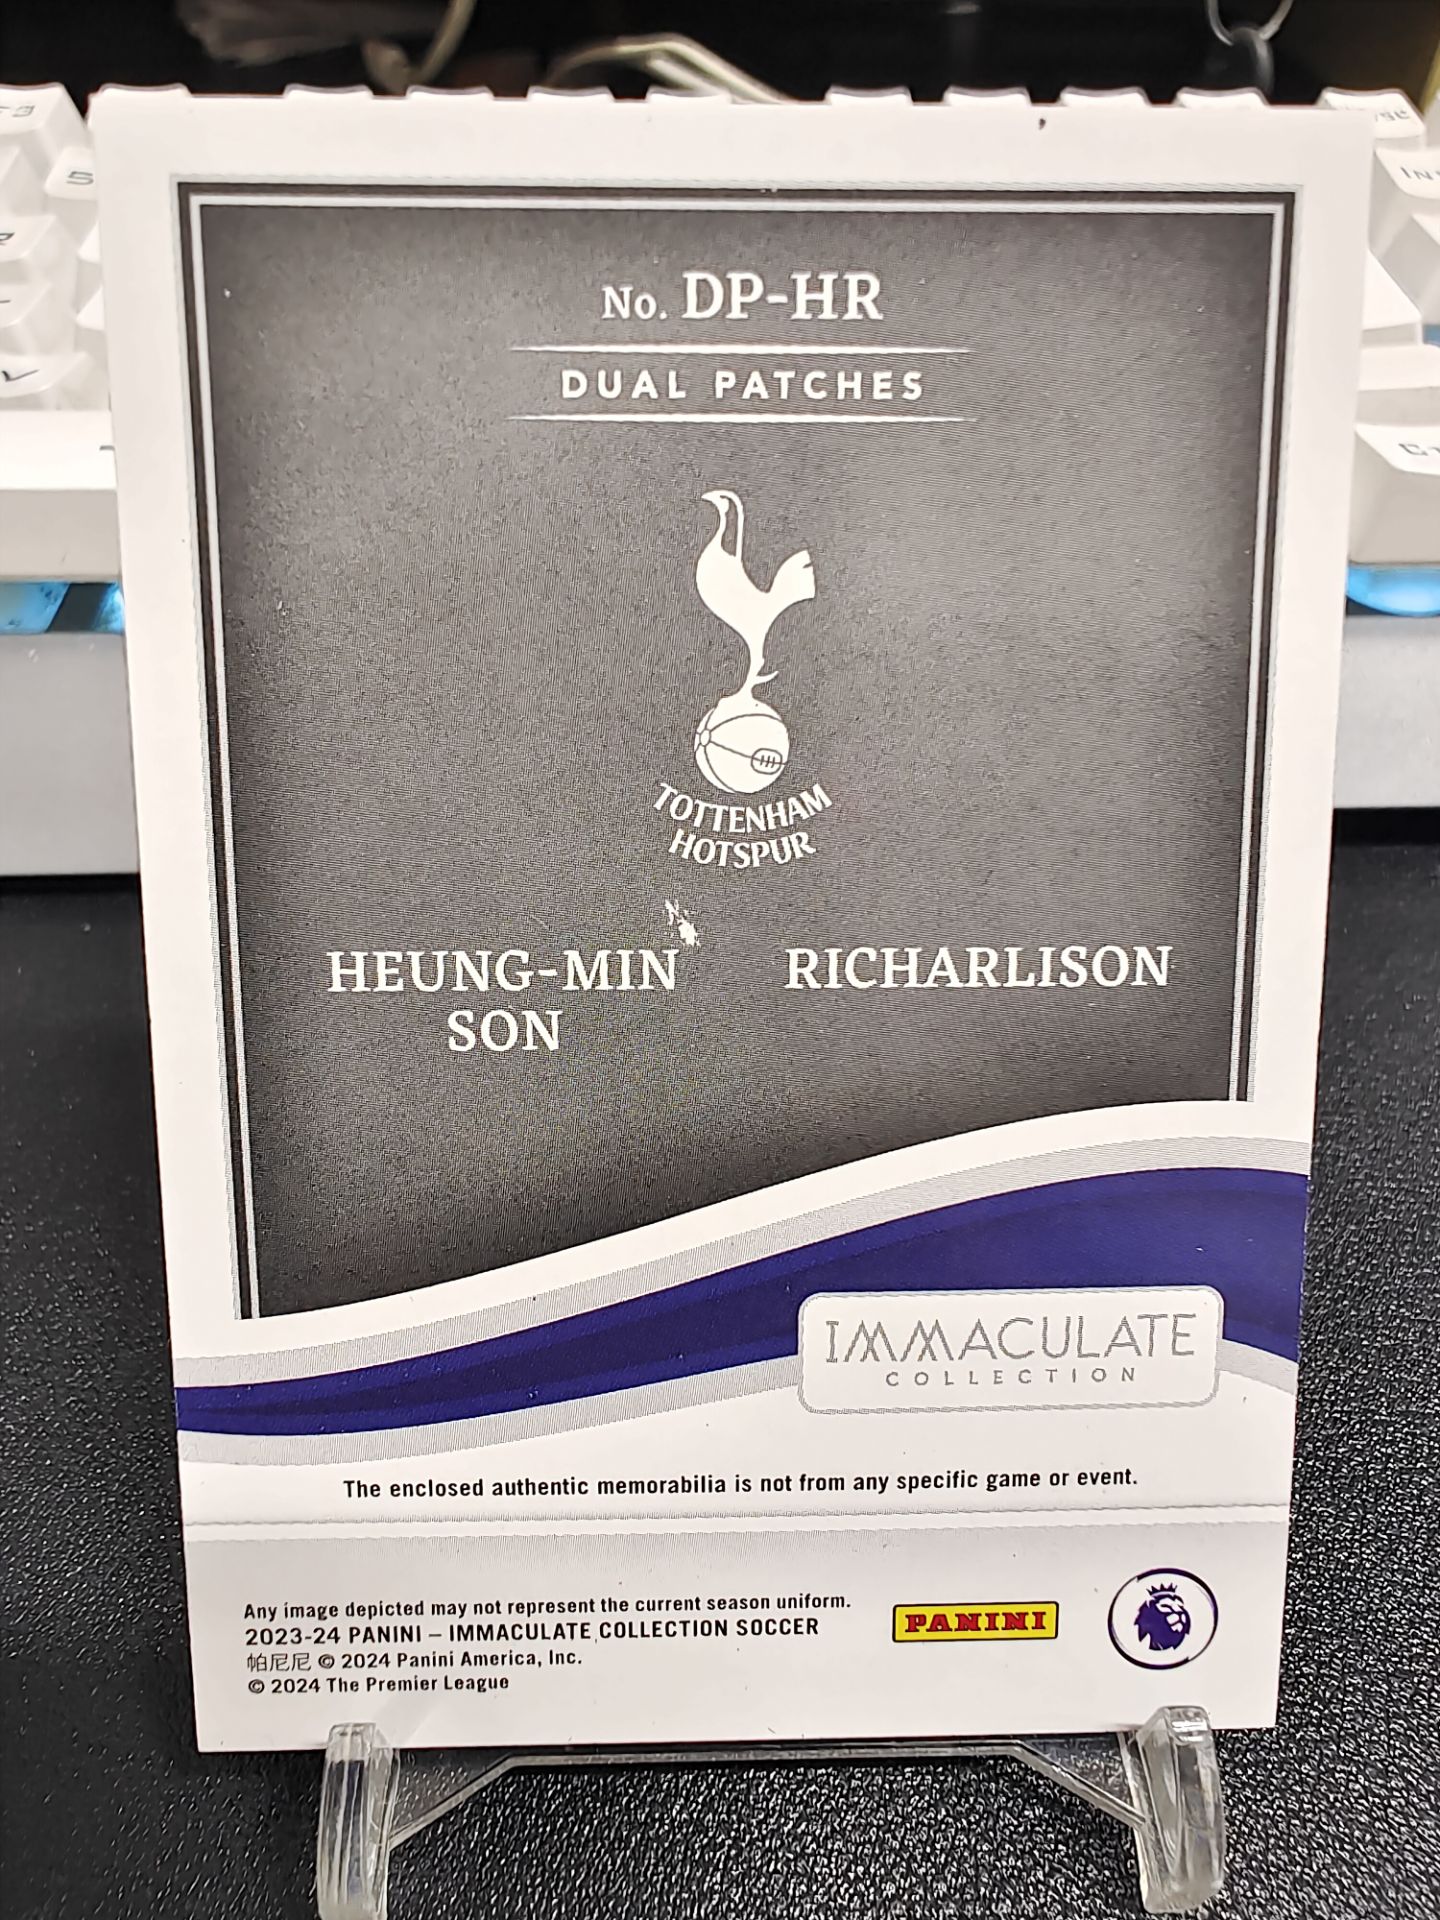 No. DP-HR
DUAL PATCHES
TOTTENHAM
HOTSPUR
HEUNG-MIN
SON
RICHARLISON
IMMACULATE
COLLECTION
The enclosed authentic memorabilia is not from any specific game or event.
Any image depicted may not represent the current season uniform.
2023-24 PANINI – IMMACULATE COLLECTION SOCCER
帕尼尼 © 2024 Panini America, Inc.
© 2024 The Premier League
PANINI